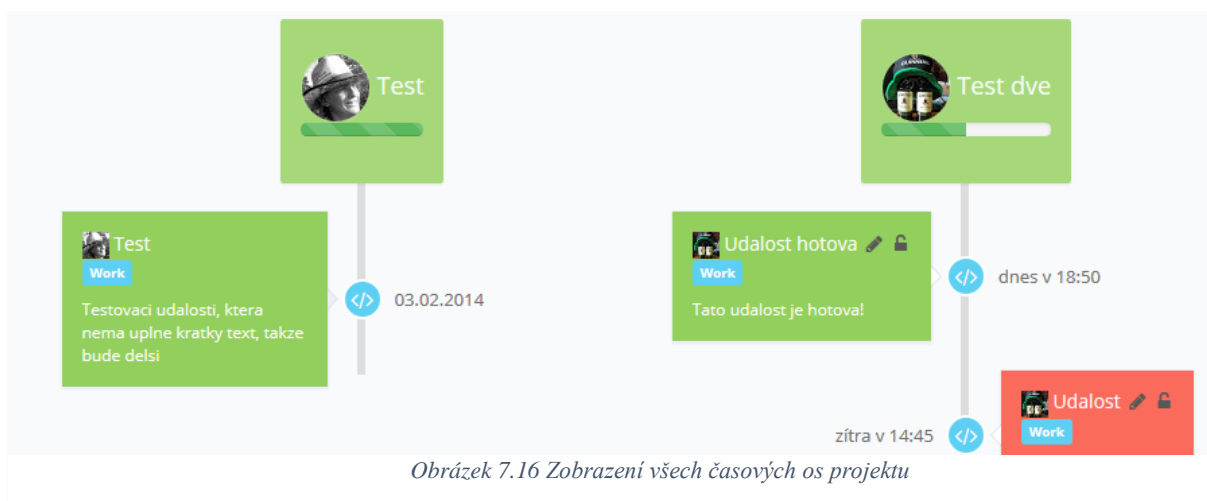 Test
Test
Work
Testovaci udalosti, ktera
nema uplne kratky text, takze
bude delsi
03.02.2014
Test dve
Udalost hotova
Work
Tato udalost je hotova!
dnes v 18:50
zítra v 14:45
Udalost
Work
Obrázek 7.16 Zobrazení všech časových os projektu